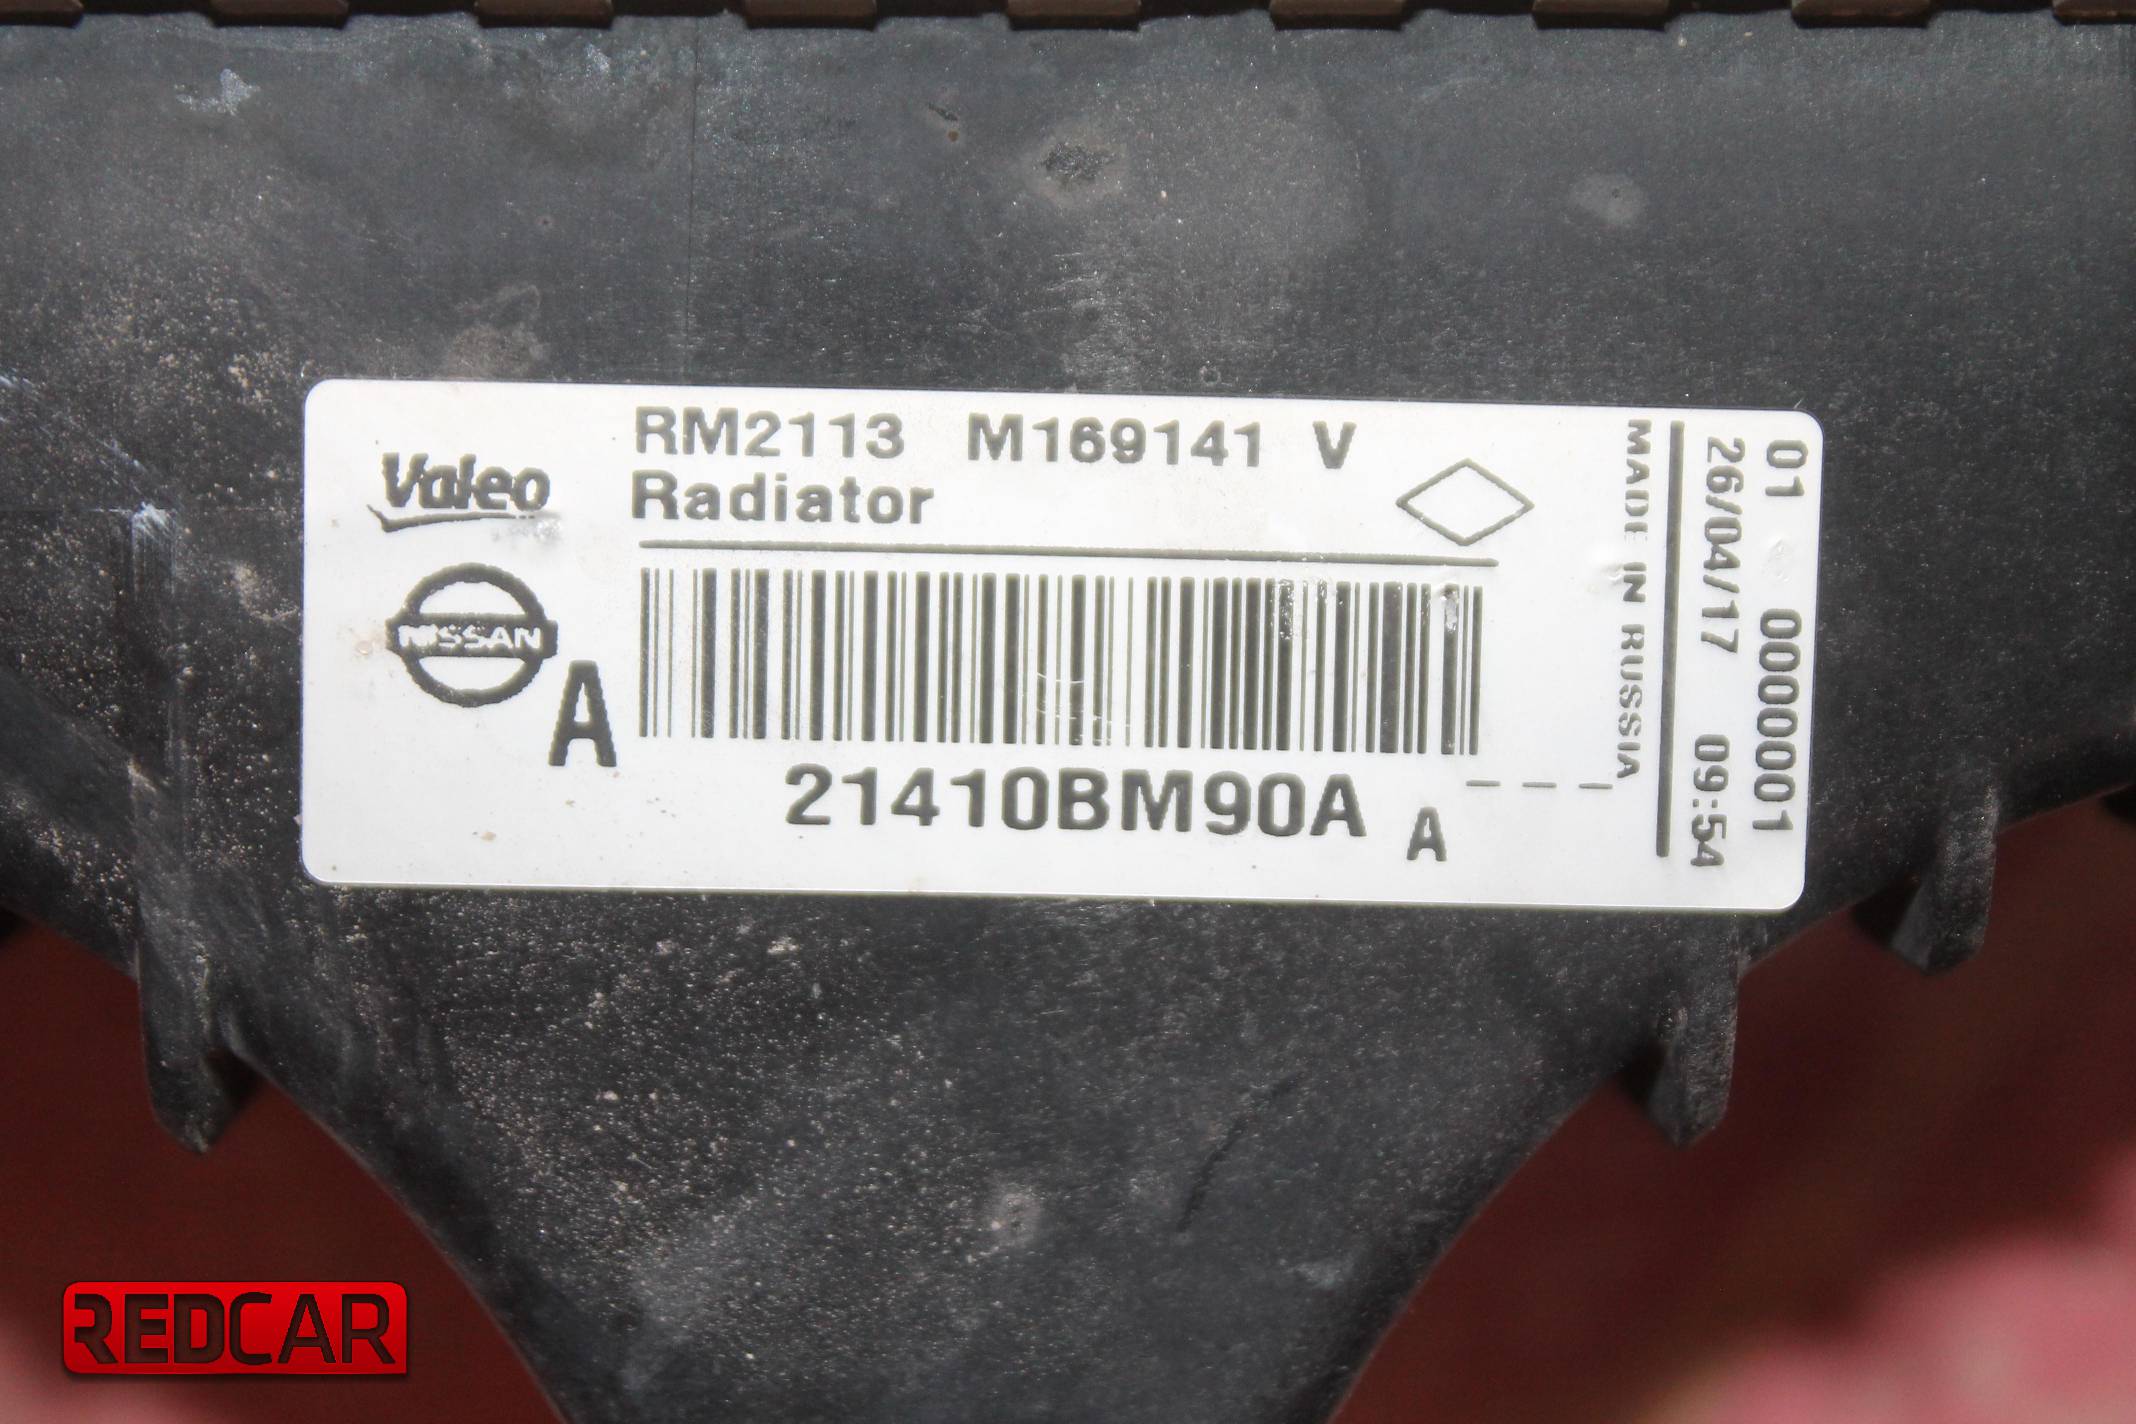 RM2113 M169141 V
Valeo
Radiator
NISSAN
A
21410BM90A
A
MADE IN RUSSIA
26/04/17 09:54
01 0000001
REDCAR